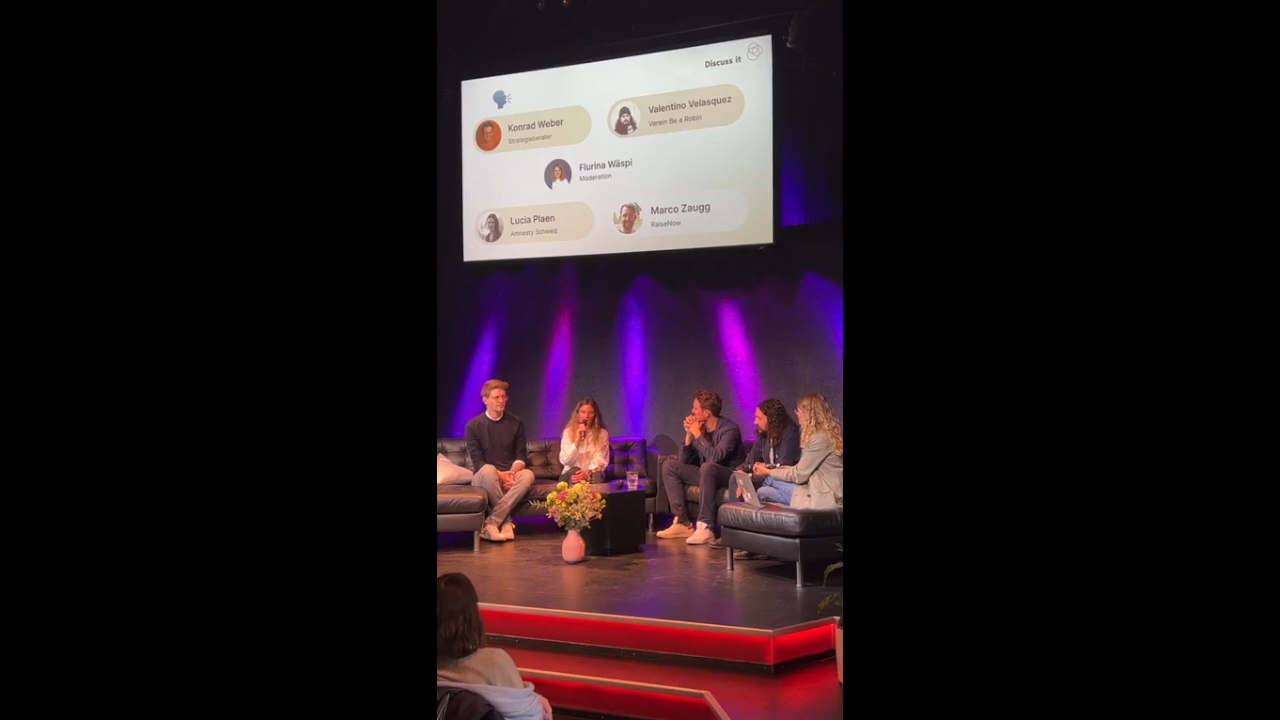 Discuss it
Konrad Weber
Strategieberater
Valentino Velasquez
Verein Be a Robin
Flurina Wäspi
Moderation
Lucia Plaen
Amnesty Schweiz
Marco Zaugg
RaiseNow